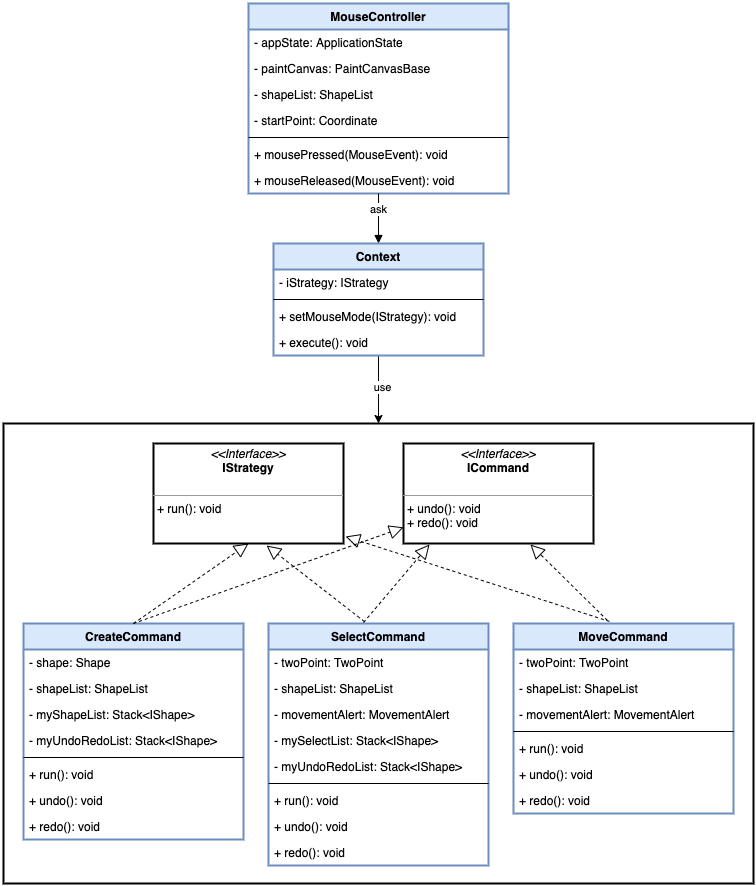 MouseController
- appState: ApplicationState
- paintCanvas: PaintCanvasBase
- shapeList: ShapeList
- startPoint: Coordinate
+ mousePressed(MouseEvent): void
+ mouseReleased(MouseEvent): void
ask
Context
- iStrategy: IStrategy
+ setMouseMode(IStrategy): void
+ execute(): void
use
<<Interface>>
IStrategy
+ run(): void
<<Interface>>
ICommand
+ undo(): void
+ redo(): void
CreateCommand
- shape: Shape
- shapeList: ShapeList
- myShapeList: Stack<IShape>
- myUndoRedoList: Stack<IShape>
+ run(): void
+ undo(): void
+ redo(): void
SelectCommand
- twoPoint: TwoPoint
- shapeList: ShapeList
- movementAlert: MovementAlert
- mySelectList: Stack<IShape>
- myUndoRedoList: Stack<IShape>
+ run(): void
+ undo(): void
+ redo(): void
MoveCommand
- twoPoint: TwoPoint
- shapeList: ShapeList
- movementAlert: MovementAlert
+ run(): void
+ undo(): void
+ redo(): void